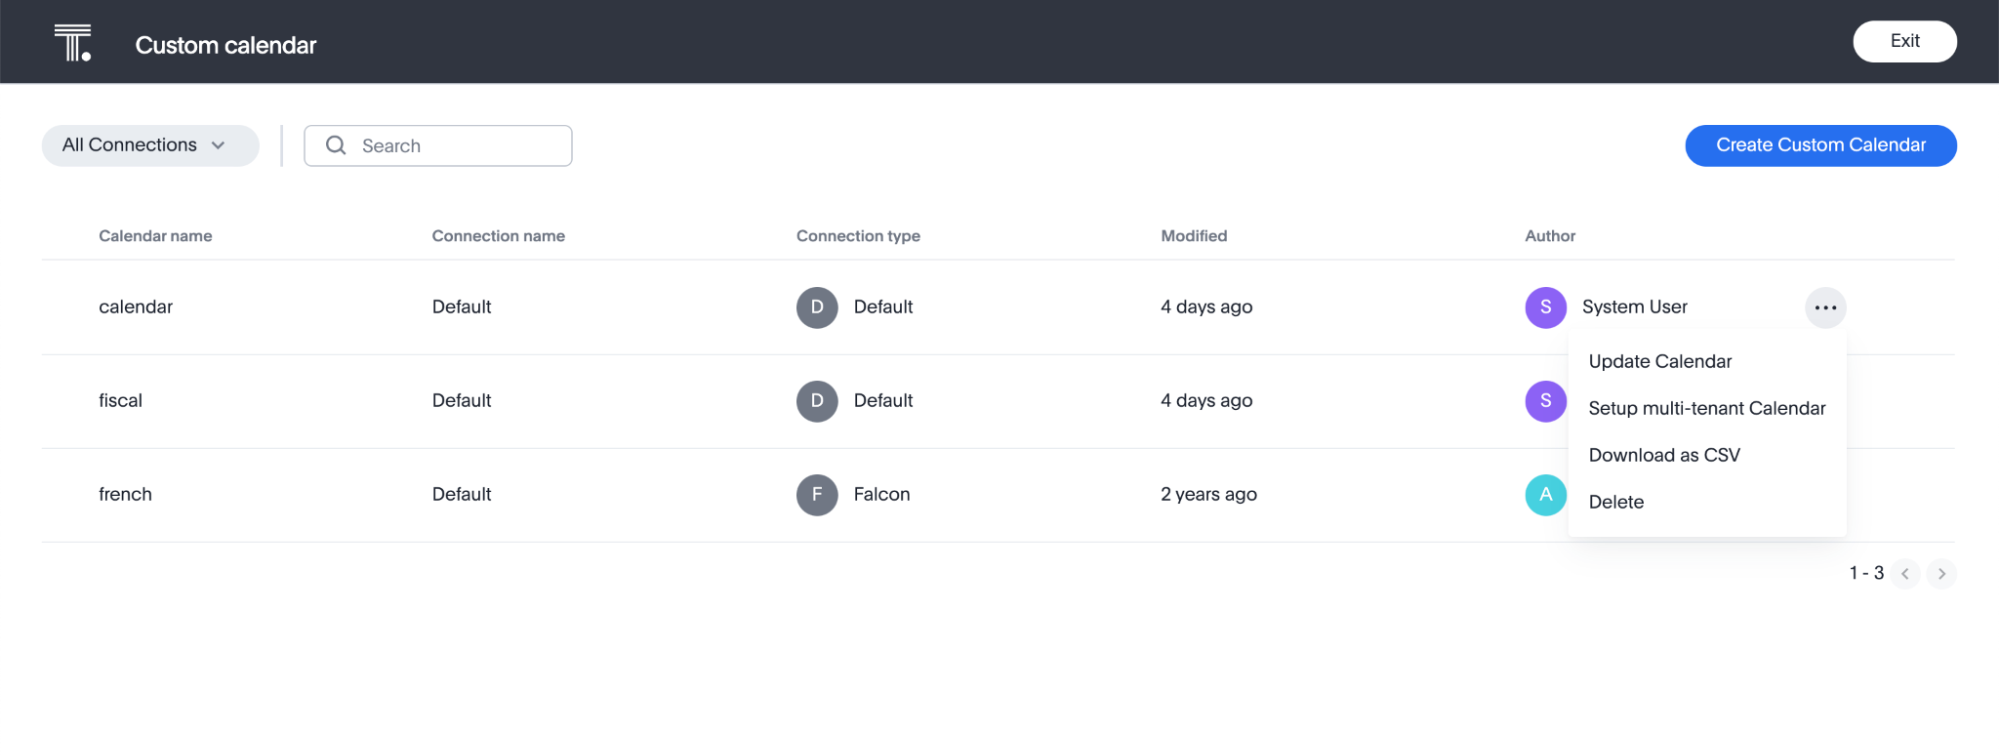 T. Custom calendar Exit
All Connections Search Create Custom Calendar
Calendar name Connection name Connection type Modified Author
calendar Default D Default 4 days ago S System User ...
Update Calendar
fiscal Default D Default 4 days ago S
Setup multi-tenant Calendar
Download as CSV
french Default F Falcon 2 years ago A
Delete
1 - 3